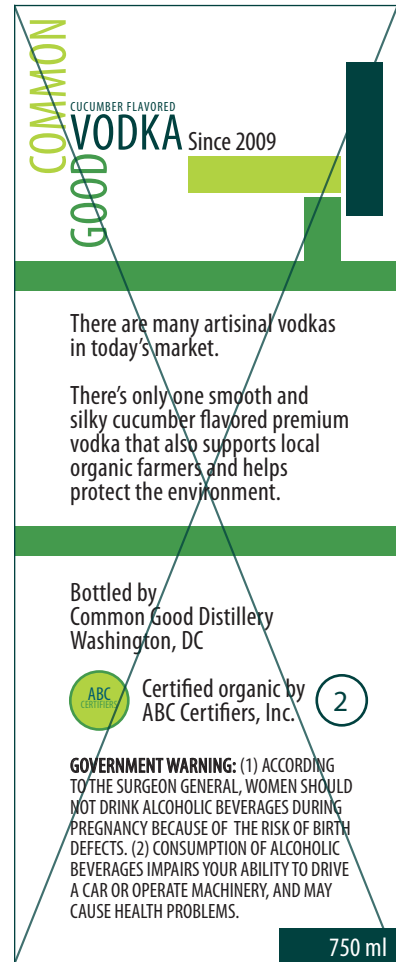 COMMON
CUCUMBER FLAVORED
VODKA
Since 2009
GOOD
There are many artisinal vodkas
in today's market.
There's only one smooth and
silky cucumber flavored premium
vodka that also supports local
organic farmers and helps
protect the environment.
Bottled by
Common Good Distillery
Washington, DC
ABC
CERTIFIERS
Certified organic by
ABC Certifiers, Inc.
2
GOVERNMENT WARNING: (1) ACCORDING
TO THE SURGEON GENERAL, WOMEN SHOULD
NOT DRINK ALCOHOLIC BEVERAGES DURING
PREGNANCY BECAUSE OF THE RISK OF BIRTH
DEFECTS. (2) CONSUMPTION OF ALCOHOLIC
BEVERAGES IMPAIRS YOUR ABILITY TO DRIVE
A CAR OR OPERATE MACHINERY, AND MAY
CAUSE HEALTH PROBLEMS.
750 ml